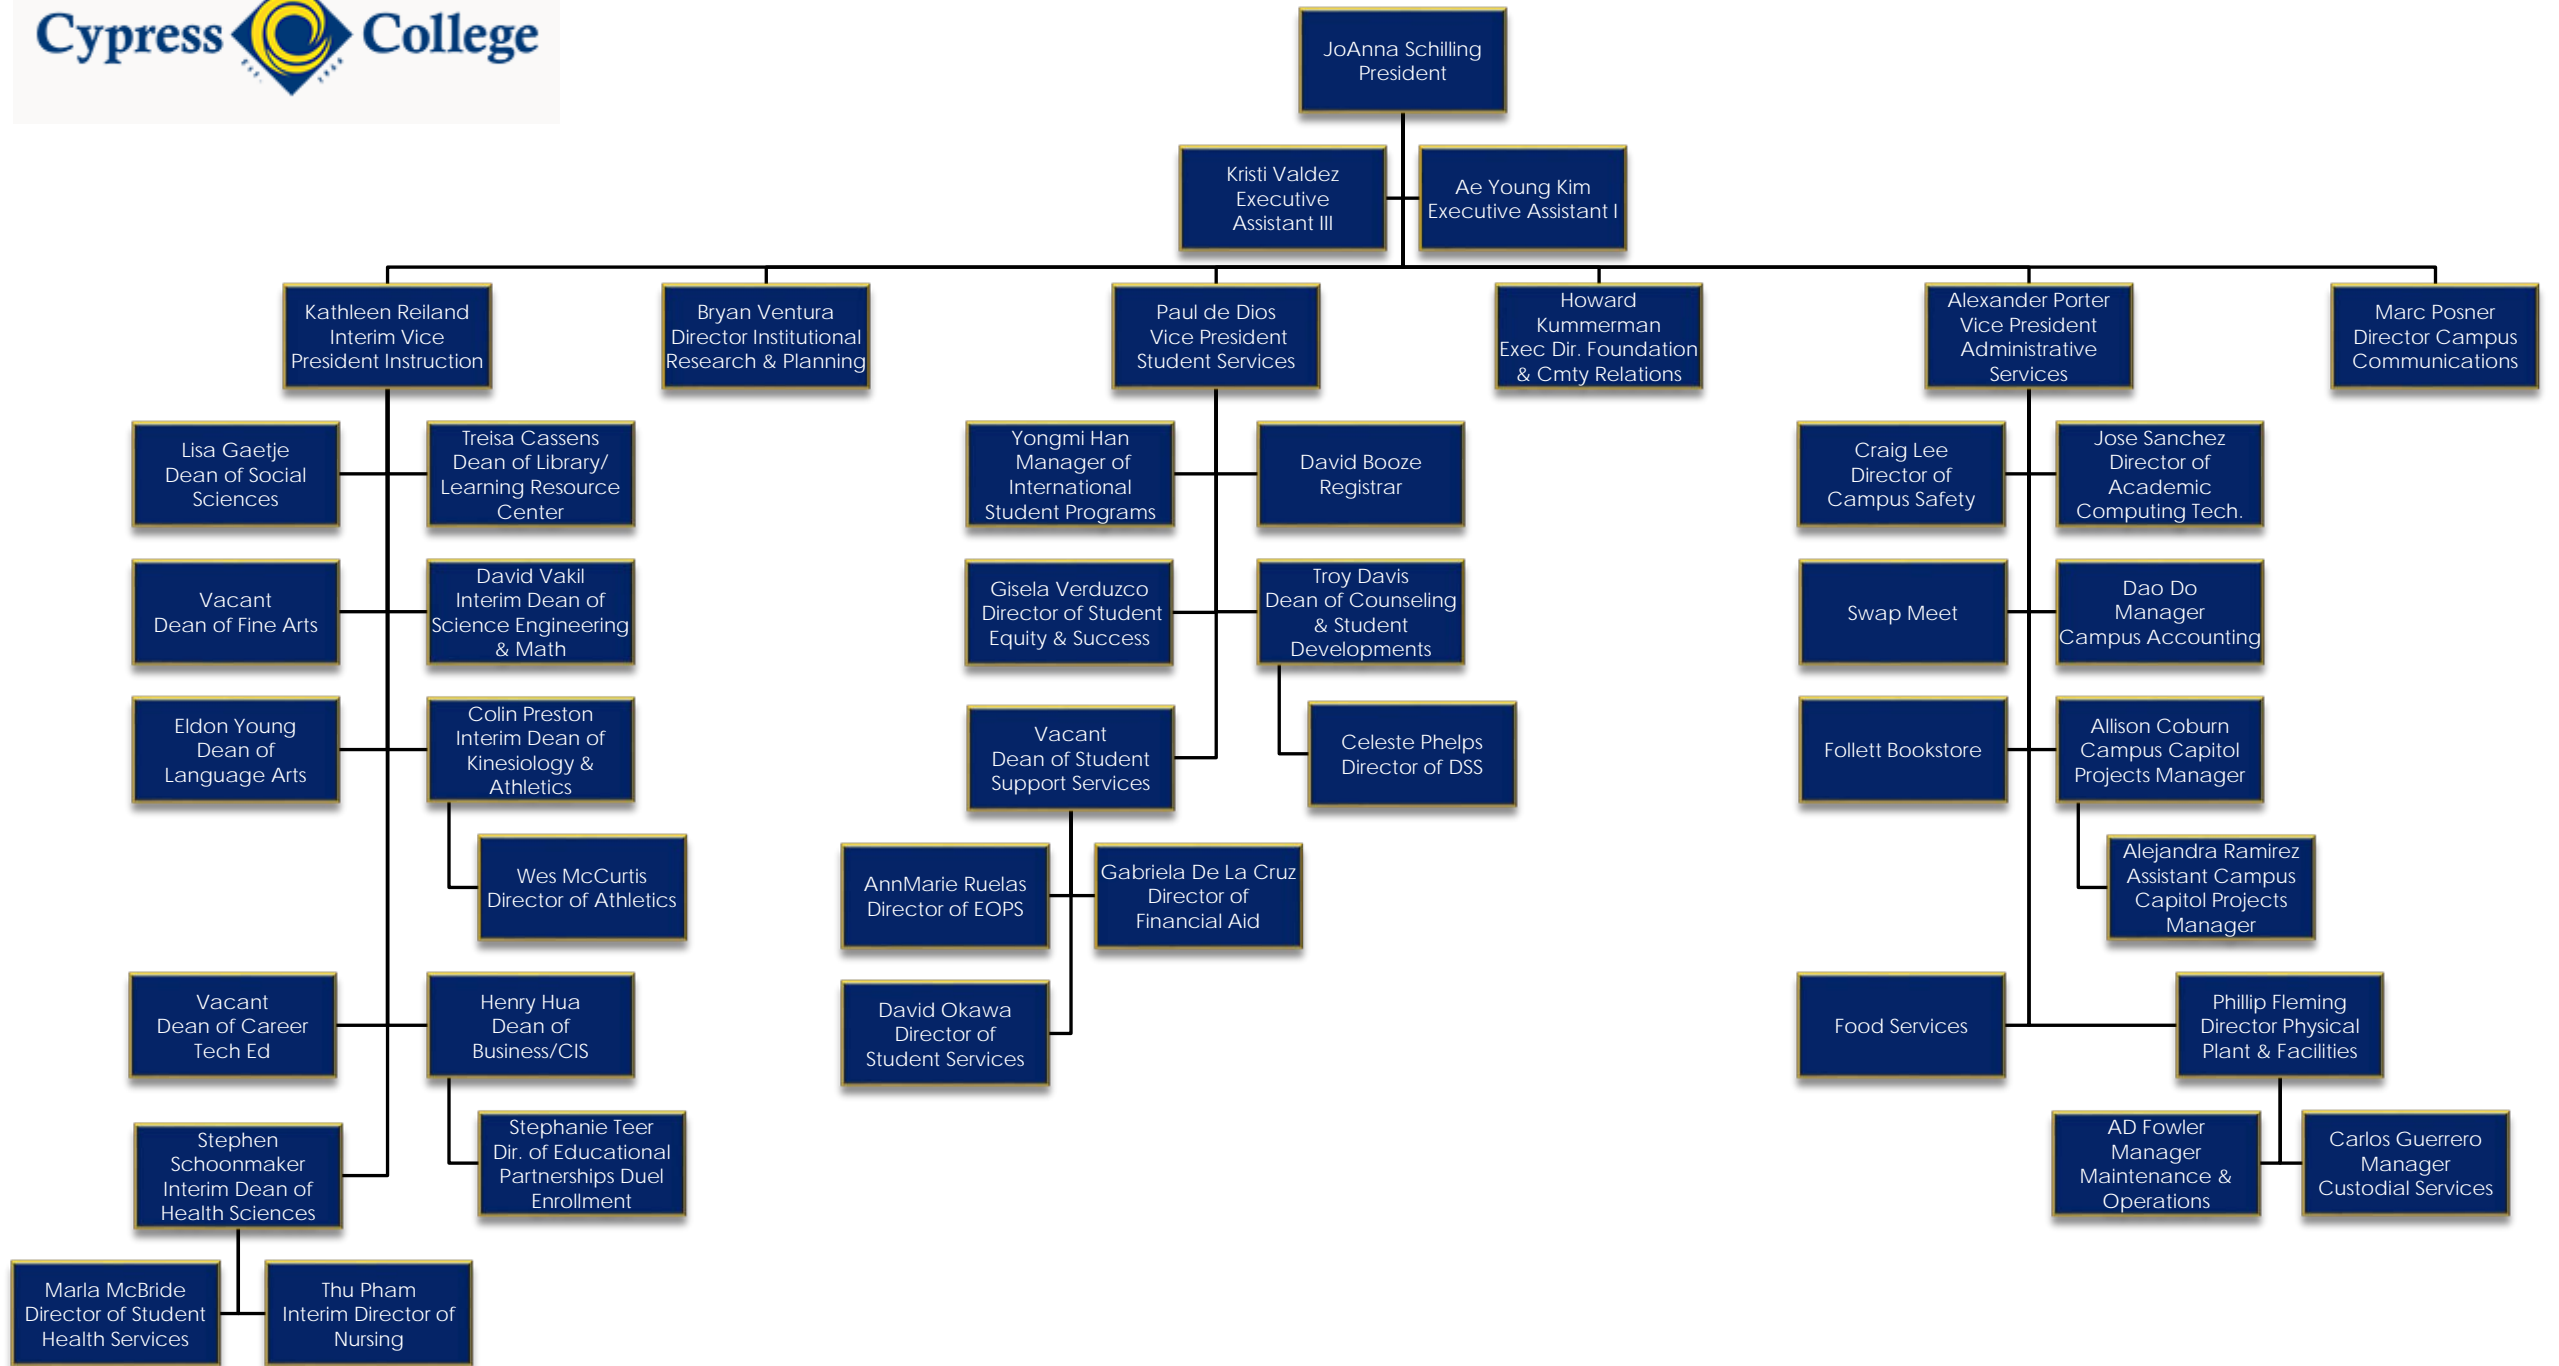 Cypress College
JoAnna Schilling
President
Kristi Valdez
Executive
Assistant III
Ae Young Kim
Executive Assistant I
Kathleen Reiland
Interim Vice
President Instruction
Bryan Ventura
Director Institutional
Research & Planning
Paul de Dios
Vice President
Student Services
Howard
Kummerman
Exec Dir. Foundation
& Cmty Relations
Alexander Porter
Vice President
Administrative
Services
Marc Posner
Director Campus
Communications
Lisa Gaetje
Dean of Social
Sciences
Treisa Cassens
Dean of Library/
Learning Resource
Center
Yongmi Han
Manager of
International
Student Programs
David Booze
Registrar
Craig Lee
Director of
Campus Safety
Jose Sanchez
Director of
Academic
Computing Tech.
Vacant
Dean of Fine Arts
David Vakil
Interim Dean of
Science Engineering
& Math
Gisela Verduzco
Director of Student
Equity & Success
Troy Davis
Dean of Counseling
& Student
Developments
Swap Meet
Dao Do
Manager
Campus Accounting
Eldon Young
Dean of
Language Arts
Colin Preston
Interim Dean of
Kinesiology &
Athletics
Vacant
Dean of Student
Support Services
Celeste Phelps
Director of DSS
Follett Bookstore
Allison Coburn
Campus Capitol
Projects Manager
Wes McCurtis
Director of Athletics
AnnMarie Ruelas
Director of EOPS
Gabriela De La Cruz
Director of
Financial Aid
Alejandra Ramirez
Assistant Campus
Capitol Projects
Manager
Vacant
Dean of Career
Tech Ed
Henry Hua
Dean of
Business/CIS
David Okawa
Director of
Student Services
Food Services
Phillip Fleming
Director Physical
Plant & Facilities
Stephen
Schoonmaker
Interim Dean of
Health Sciences
Stephanie Teer
Dir. of Educational
Partnerships Duel
Enrollment
AD Fowler
Manager
Maintenance &
Operations
Carlos Guerrero
Manager
Custodial Services
Marla McBride
Director of Student
Health Services
Thu Pham
Interim Director of
Nursing